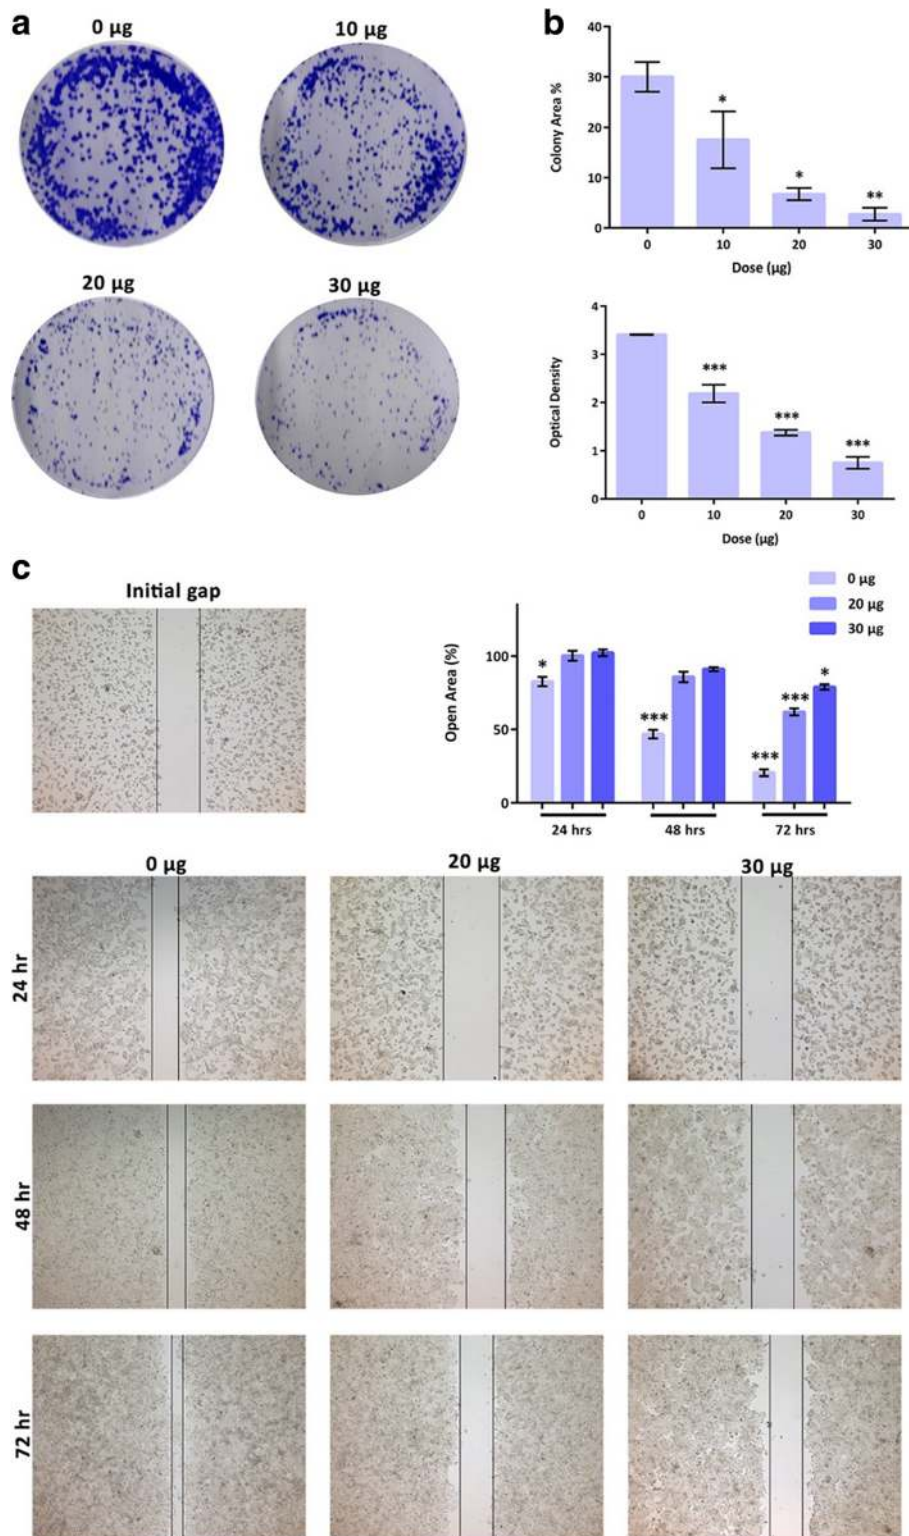 a
0 µg
10 µg
20 µg
30 µg
b
40
30
20
10
0
Colony Area %
*
*
**
0 10 20 30
Dose (µg)
4
3
2
1
0
Optical Density
***
***
***
0 10 20 30
Dose (µg)
c
Initial gap
0 µg
20 µg
30 µg
100
50
0
Open Area (%)
*
***
***
***
*
24 hrs 48 hrs 72 hrs
0 µg 20 µg 30 µg
24 hr
48 hr
72 hr